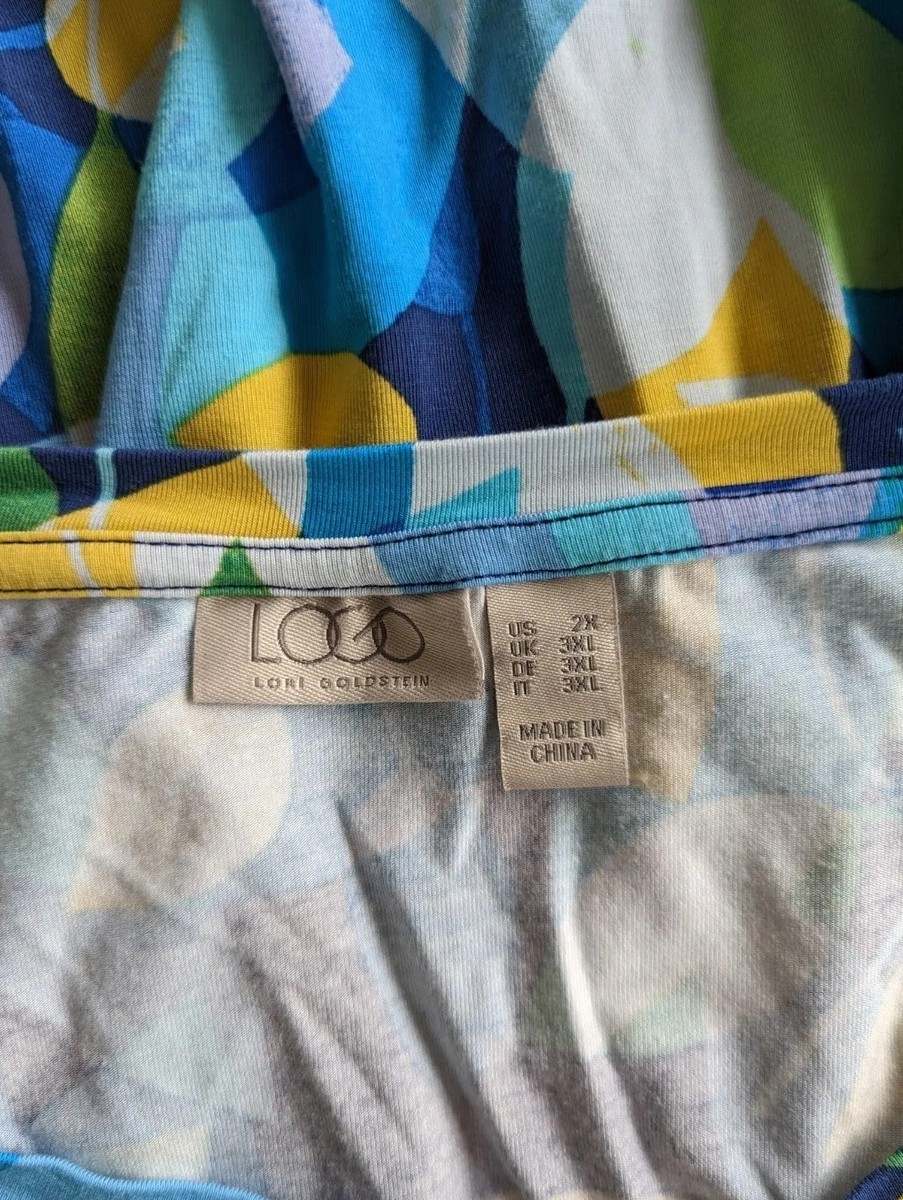 LOGO
LORI GOLDSTEIN
US 2X
UK 3XL
DE 3XL
IT 3XL
MADE IN
CHINA